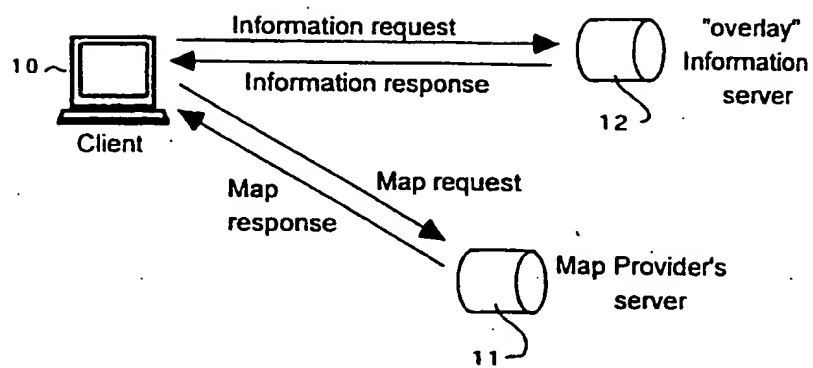 Information request
"overlay"
10
Information
Information response
server
12
Client
Map request
Map
response
Map Provider's
server
11